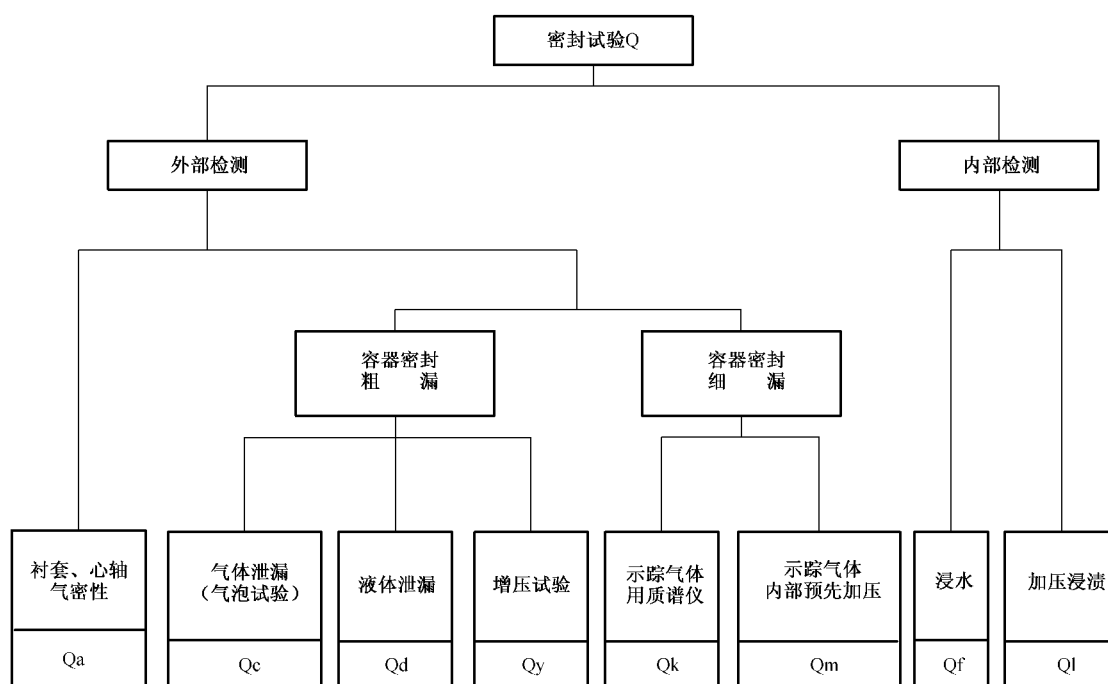 密封试验Q
外部检测
内部检测
容器密封
粗 漏
容器密封
细 漏
衬套、心轴
气密性
气体泄漏
(气泡试验)
液体泄漏
增压试验
示踪气体
用质谱仪
示踪气体
内部预先加压
浸水
加压浸渍
Qa
Qc
Qd
Qy
Qk
Qm
Qf
Ql